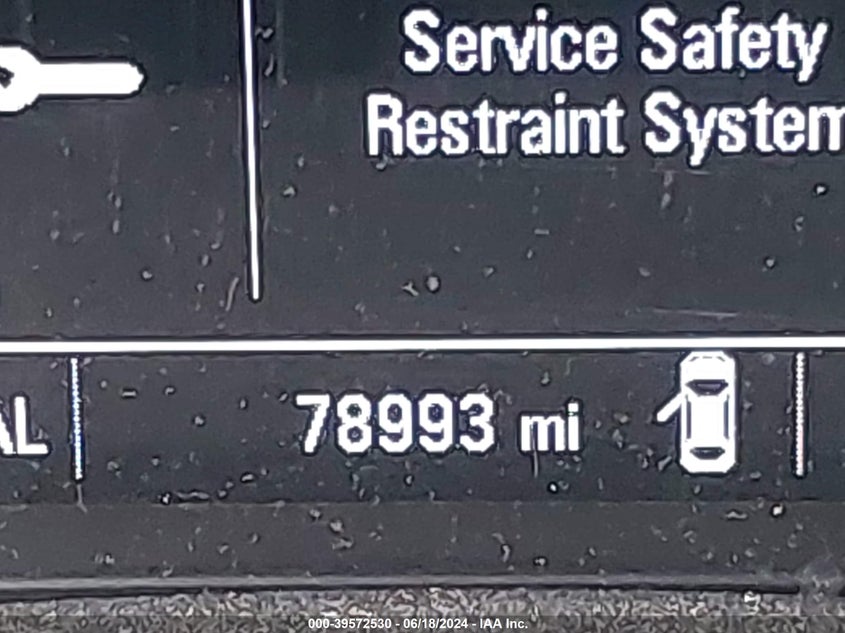 Service Safety
Restraint System
AL
78993 mi
000-39572530 - 06/18/2024 - IAA Inc.